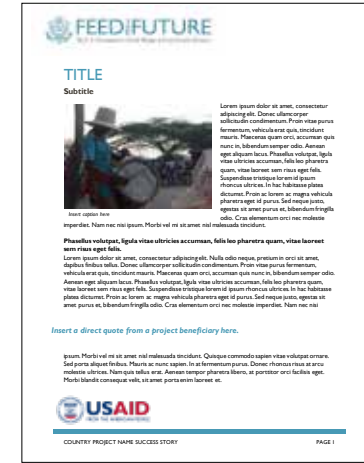 FEED|FUTURE
TITLE
Subtitle
Lorem ipsum dolor sit amet, consectetur
adipiscing elit. Donec ullamcorper
sollicitudin condimentum. Proin vitae purus
fermentum, vehicula erat quis, tincidunt
mauris. Maecenas quam orci, accumsan quis
nunc in, bibendum semper odio. Aenean
eget aliquam lacus. Phasellus volutpat, ligula
vitae ultricies accumsan, felis leo pharetra
quam, vitae laoreet sem risus eget felis.
Suspendisse tristique lorem id ipsum
rhoncus ultrices. In hac habitasse platea
dictumst. Proin ac lorem ac magna vehicula
pharetra eget id purus. Sed neque justo,
egestas sit amet purus et, bibendum fringilla
odio. Cras elementum orci nec molestie
Insert caption here
imperdiet. Nam nec nisi ipsum. Morbi vel mi sit amet nisl malesuada tincidunt.
Phasellus volutpat, ligula vitae ultricies accumsan, felis leo pharetra quam, vitae laoreet
sem risus eget felis.
Lorem ipsum dolor sit amet, consectetur adipiscing elit. Nulla odio neque, pretium in orci sit amet,
dapibus finibus tellus. Donec ullamcorper sollicitudin condimentum. Proin vitae purus fermentum,
vehicula erat quis, tincidunt mauris. Maecenas quam orci, accumsan quis nunc in, bibendum semper odio.
Aenean eget aliquam lacus. Phasellus volutpat, ligula vitae ultricies accumsan, felis leo pharetra quam,
vitae laoreet sem risus eget felis. Suspendisse tristique lorem id ipsum rhoncus ultrices. In hac habitasse
platea dictumst. Proin ac lorem ac magna vehicula pharetra eget id purus. Sed neque justo, egestas sit
amet purus et, bibendum fringilla odio. Cras elementum orci nec molestie imperdiet. Nam nec nisi
Insert a direct quote from a project beneficiary here.
ipsum. Morbi vel mi sit amet nisl malesuada tincidunt. Quisque commodo sapien vitae volutpat ornare.
Sed porta aliquet finibus. Mauris ac nunc sapien. In at fermentum purus. Donec rhoncus risus at arcu
molestie ultrices. Nam quis tellus erat. Aenean tempor pharetra libero, at porttitor orci facilisis eget.
Morbi blandit consequat velit, sit amet porta enim laoreet et.
USAID
FROM THE AMERICAN PEOPLE
COUNTRY PROJECT NAME SUCCESS STORY
PAGE 1